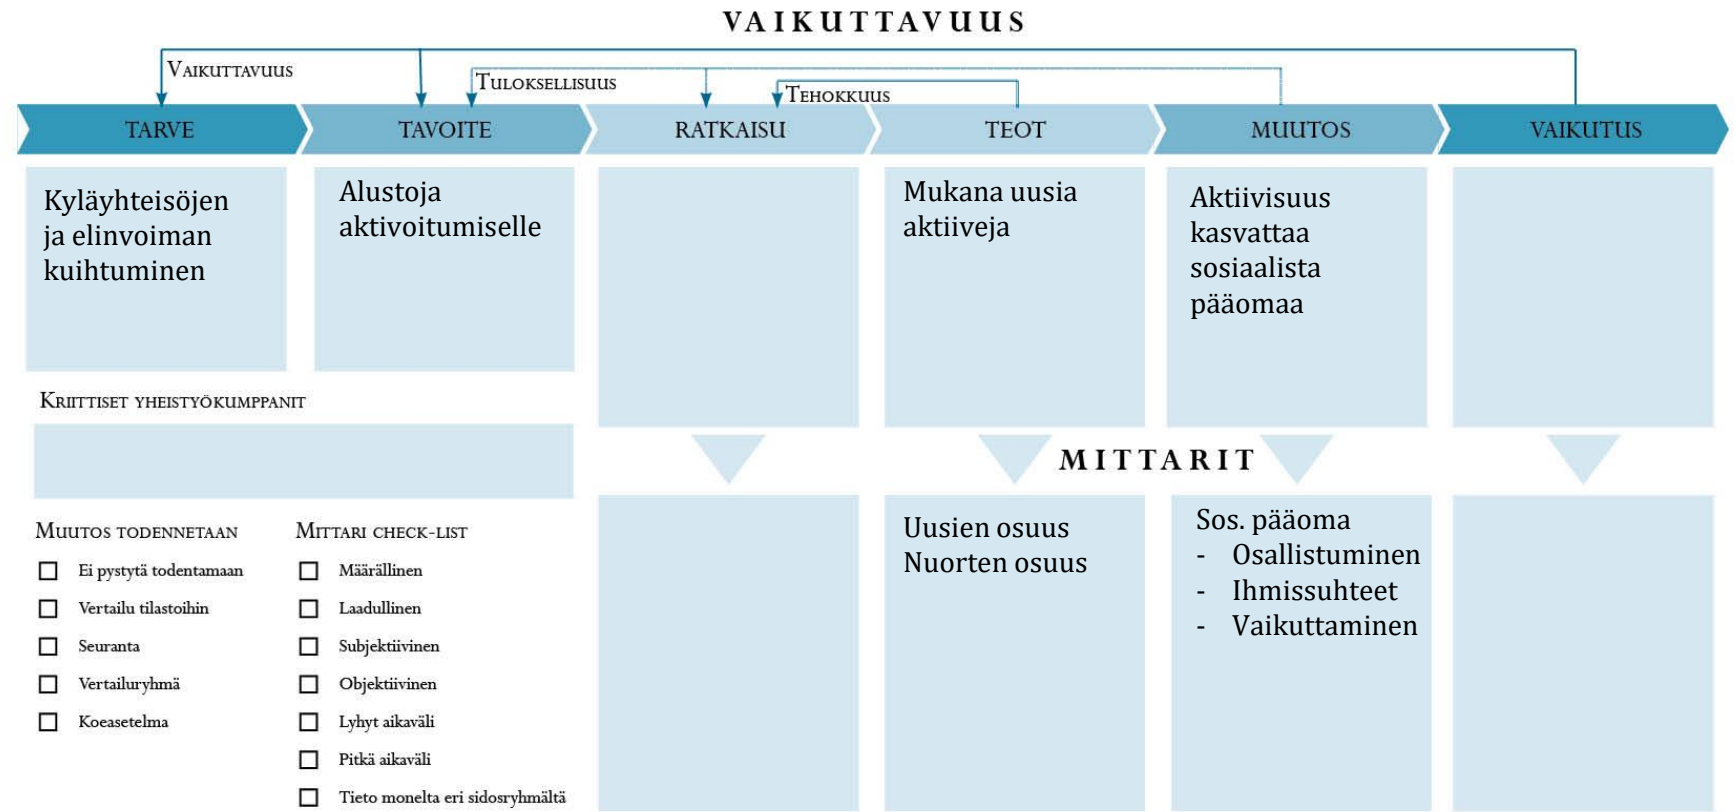 VAIKUTTAVUUS
VAIKUTTAVUUS
TULOKSELLISUUS
TEHOKKUUS
TARVE
TAVOITE
RATKAISU
TEOT
MUUTOS
VAIKUTUS
Kyläyhteisöjen
ja elinvoiman
kuihtuminen
Alustoja
aktivoitumiselle
Mukana uusia
aktiiveja
Aktiivisuus
kasvattaa
sosiaalista
pääomaa
KRIITTISET YHEISTYÖKUMPPANIT
MITTARIT
MUUTOS TODENNETAAN
Ei pystytä todentamaan
Vertailu tilastoihin
Seuranta
Vertailuryhmä
Koeasetelma
MITTARI CHECK-LIST
Määrällinen
Laadullinen
Subjektiivinen
Objektiivinen
Lyhyt aikaväli
Pitkä aikaväli
Tieto monelta eri sidosryhmältä
Uusien osuus
Nuorten osuus
Sos. pääoma
- Osallistuminen
- Ihmissuhteet
- Vaikuttaminen